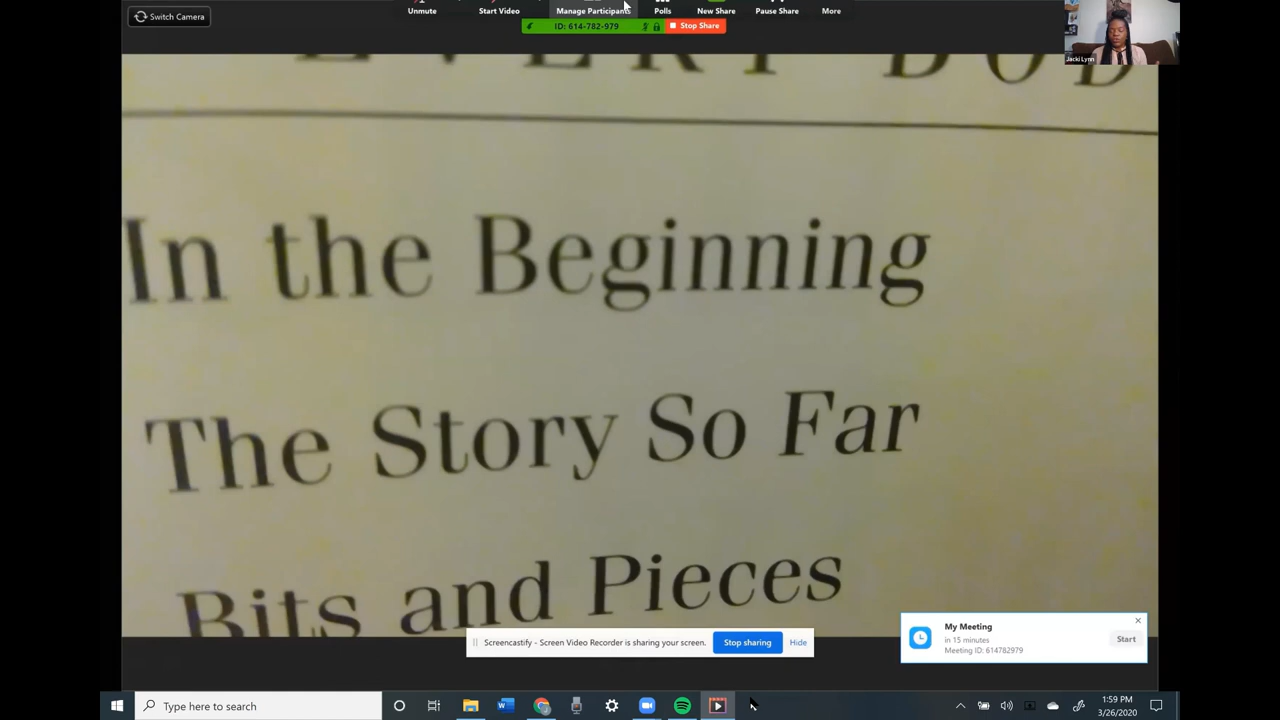 Switch Camera
Unmute
Start Video
Manage Participants
Polls
New Share
Pause Share
More
ID: 614-782-979
Stop Share
Jacki Lynn
In the Beginning
The Story So Far
Bits and Pieces
Screencastify - Screen Video Recorder is sharing your screen.
Stop sharing
Hide
My Meeting
in 15 minutes
Meeting ID: 614782979
Start
Type here to search
1:59 PM
3/26/2020